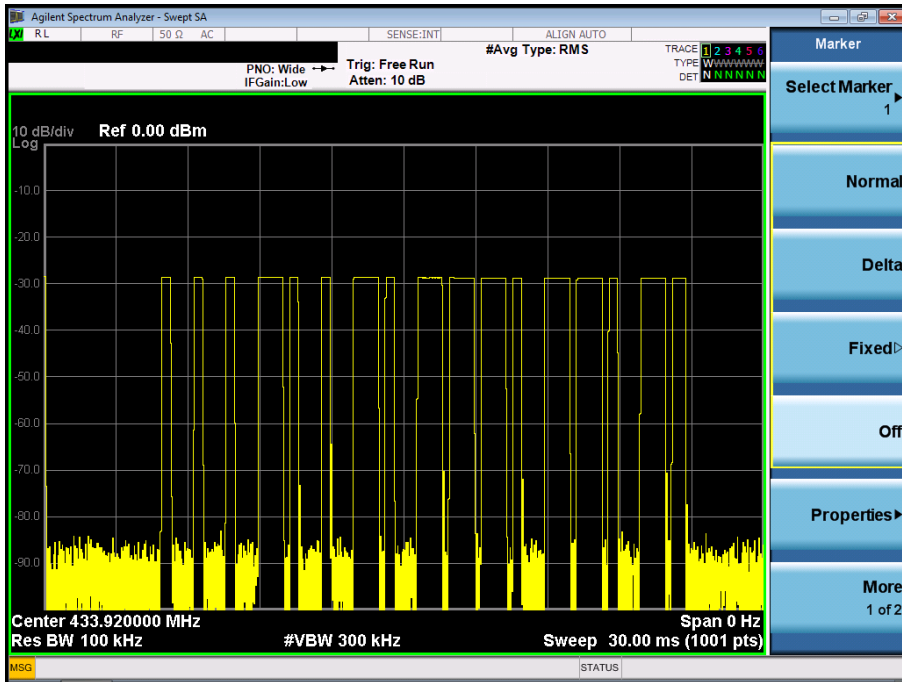 Agilent Spectrum Analyzer - Swept SA
LXI RL RF 50 Ω AC SENSE:INT ALIGN AUTO
Marker
#Avg Type: RMS
TRACE 1 2 3 4 5 6
PNO: Wide Trig: Free Run
TYPE WWWWWW
IFGain:Low Atten: 10 dB
DET N N N N N N
Select Marker
1
10 dB/div Ref 0.00 dBm
Log
Normal
-10.0
-20.0
Delta
-30.0
Fixed
-40.0
-50.0
Off
-60.0
-70.0
Properties
-80.0
-90.0
More
1 of 2
Center 433.920000 MHz Span 0 Hz
Res BW 100 kHz #VBW 300 kHz Sweep 30.00 ms (1001 pts)
MSG STATUS